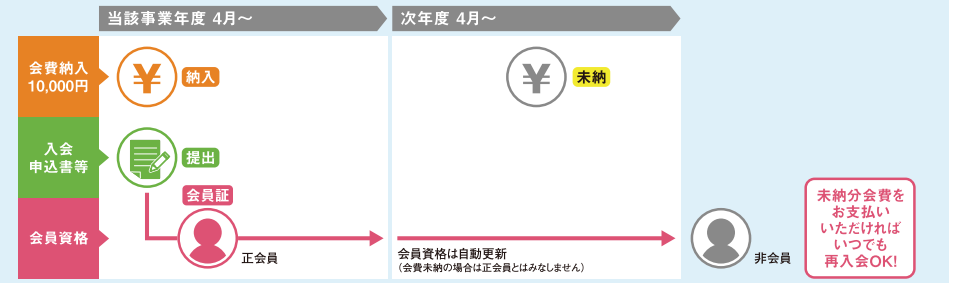 当該事業年度 4月～
次年度 4月～
会費納入
10,000円
¥
納入
¥
未納
入会
申込書等
提出
会員資格
会員証
正会員
会員資格は自動更新
（会費未納の場合は正会員とはみなしません）
非会員
未納分会費を
お支払い
いただければ
いつでも
再入会OK!